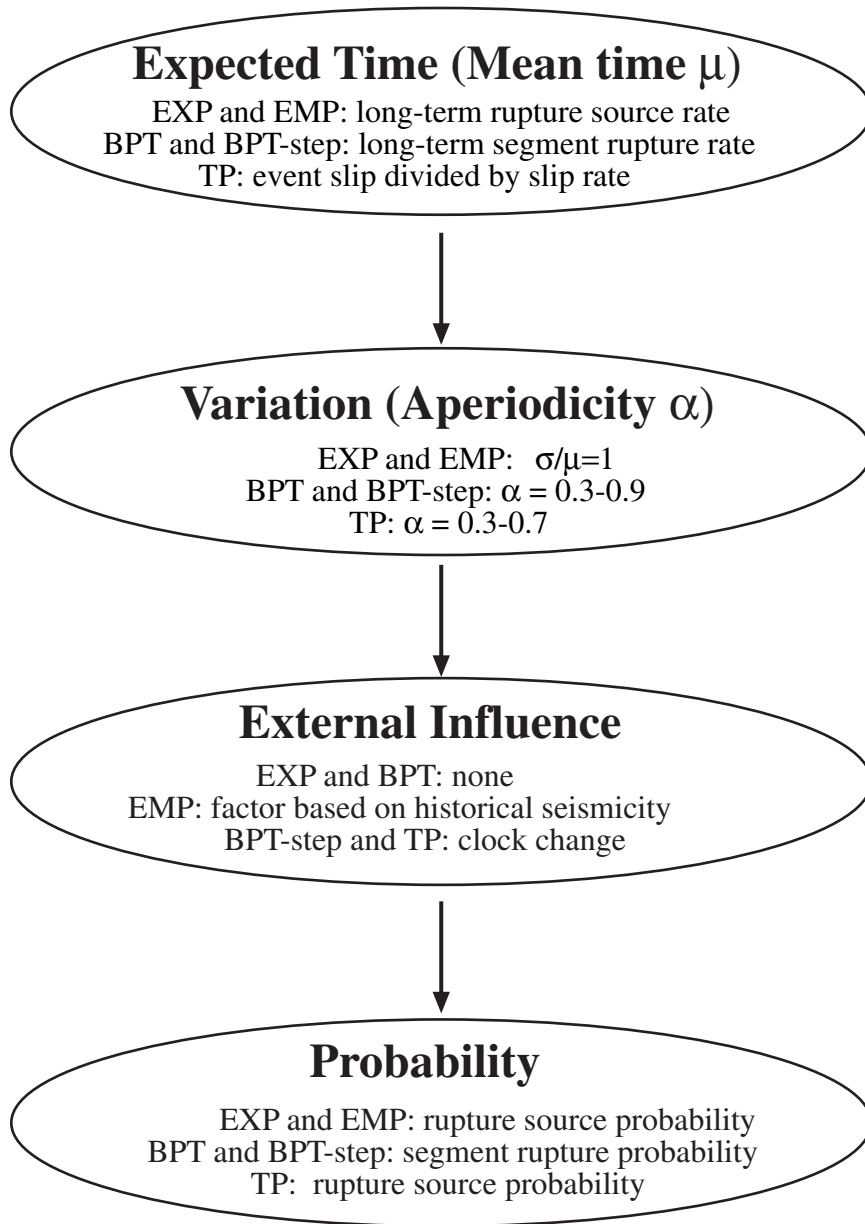 Expected Time (Mean time μ)
EXP and EMP: long-term rupture source rate
BPT and BPT-step: long-term segment rupture rate
TP: event slip divided by slip rate
Variation (Aperiodicity α)
EXP and EMP: σ/μ=1
BPT and BPT-step: α = 0.3-0.9
TP: α = 0.3-0.7
External Influence
EXP and BPT: none
EMP: factor based on historical seismicity
BPT-step and TP: clock change
Probability
EXP and EMP: rupture source probability
BPT and BPT-step: segment rupture probability
TP: rupture source probability